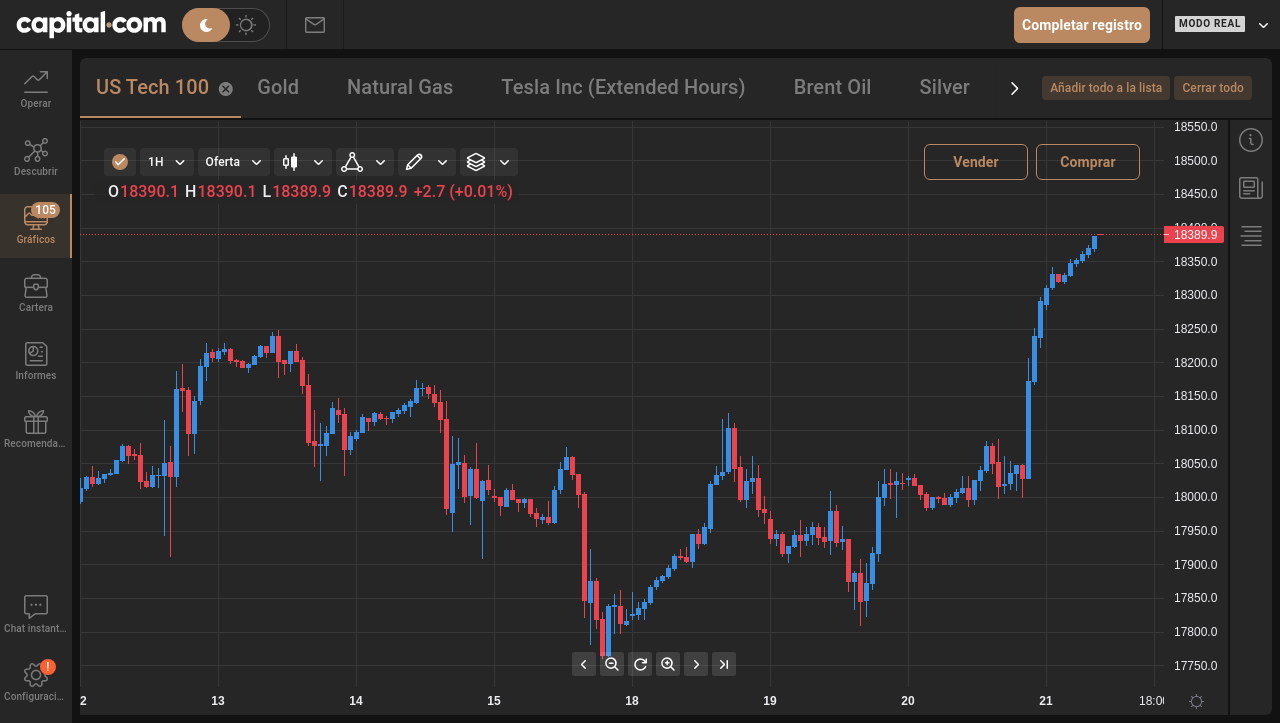 capital.com
Completar registro
MODO REAL
US Tech 100
Gold
Natural Gas
Tesla Inc (Extended Hours)
Brent Oil
Silver
Añadir todo a la lista
Cerrar todo
Operar
Descubrir
105
Gráficos
Cartera
Informes
Recomenda...
Chat instant...
!
Configuraci...
1H
Oferta
Vender
Comprar
O18390.1 H18390.1 L18389.9 C18389.9 +2.7 (+0.01%)
18550.0
18500.0
18450.0
18389.9
18350.0
18300.0
18250.0
18200.0
18150.0
18100.0
18050.0
18000.0
17950.0
17900.0
17850.0
17800.0
17750.0
2 13 14 15 18 19 20 21 18:00
i